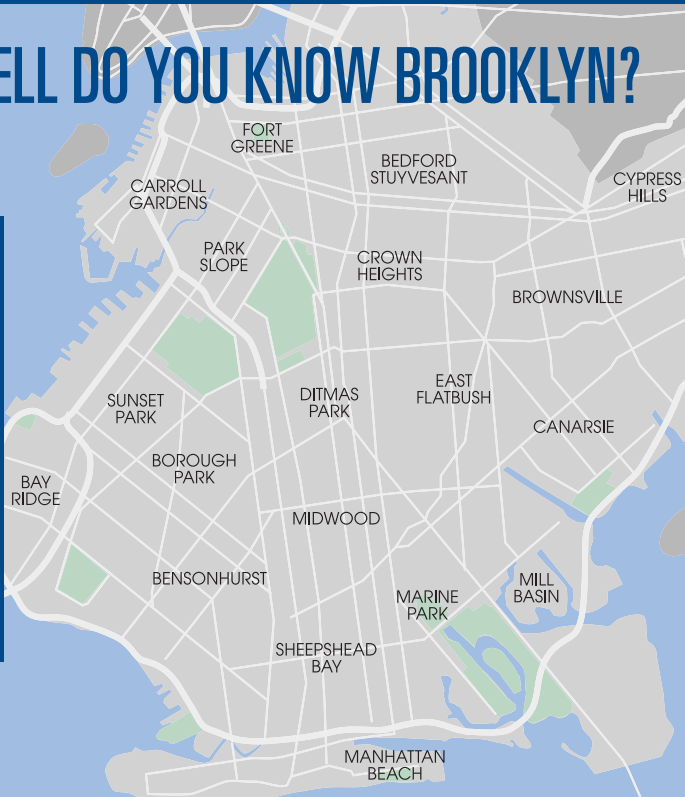 ELL DO YOU KNOW BROOKLYN?
FORT
GREENE
BEDFORD
STUYVESANT
CYPRESS
HILLS
CARROLL
GARDENS
PARK
SLOPE
CROWN
HEIGHTS
BROWNSVILLE
SUNSET
PARK
DITMAS
PARK
EAST
FLATBUSH
CANARSIE
BOROUGH
PARK
BAY
RIDGE
MIDWOOD
BENSONHURST
MARINE
PARK
MILL
BASIN
SHEEPSHEAD
BAY
MANHATTAN
BEACH